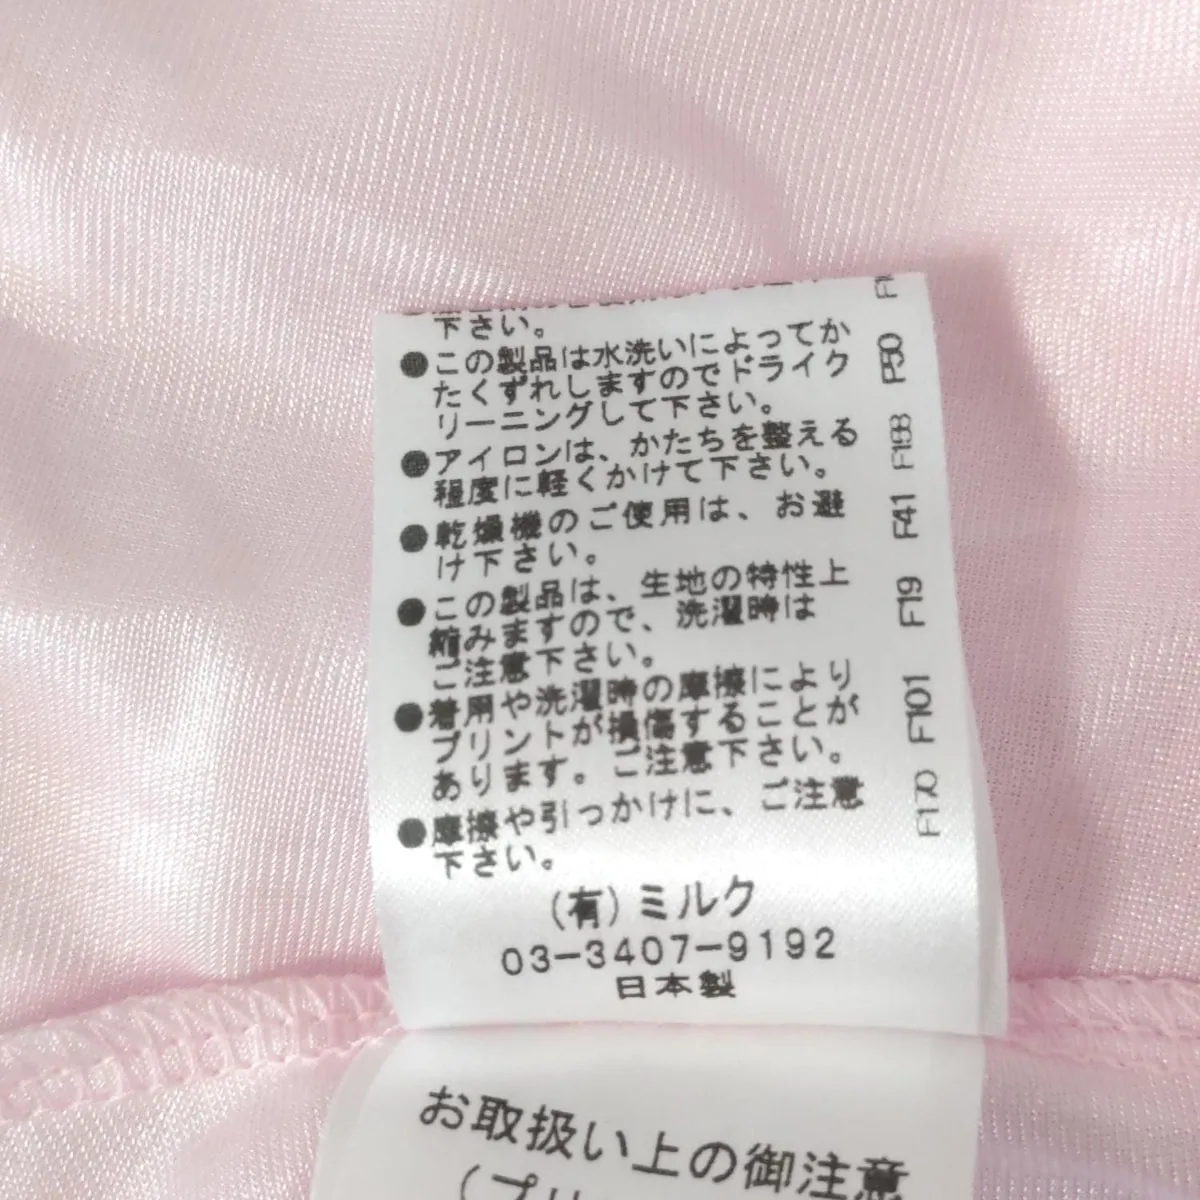 下さい。
●この製品は水洗いによってか
たくずれしますのでドライク
リーニングして下さい。
●アイロンは、かたちを整える
程度に軽くかけて下さい。
●乾燥機のご使用は、お避
け下さい。
●この製品は、生地の特性上
縮みますので、洗濯時は
ご注意下さい。
●着用や洗濯時の摩擦により
プリントが損傷することが
あります。ご注意下さい。
●摩擦や引っかけに、ご注意
下さい。
(有)ミルク
03-3407-9192
日本製
F170 F101 F19 F41 F193 P30
お取扱い上の御注意